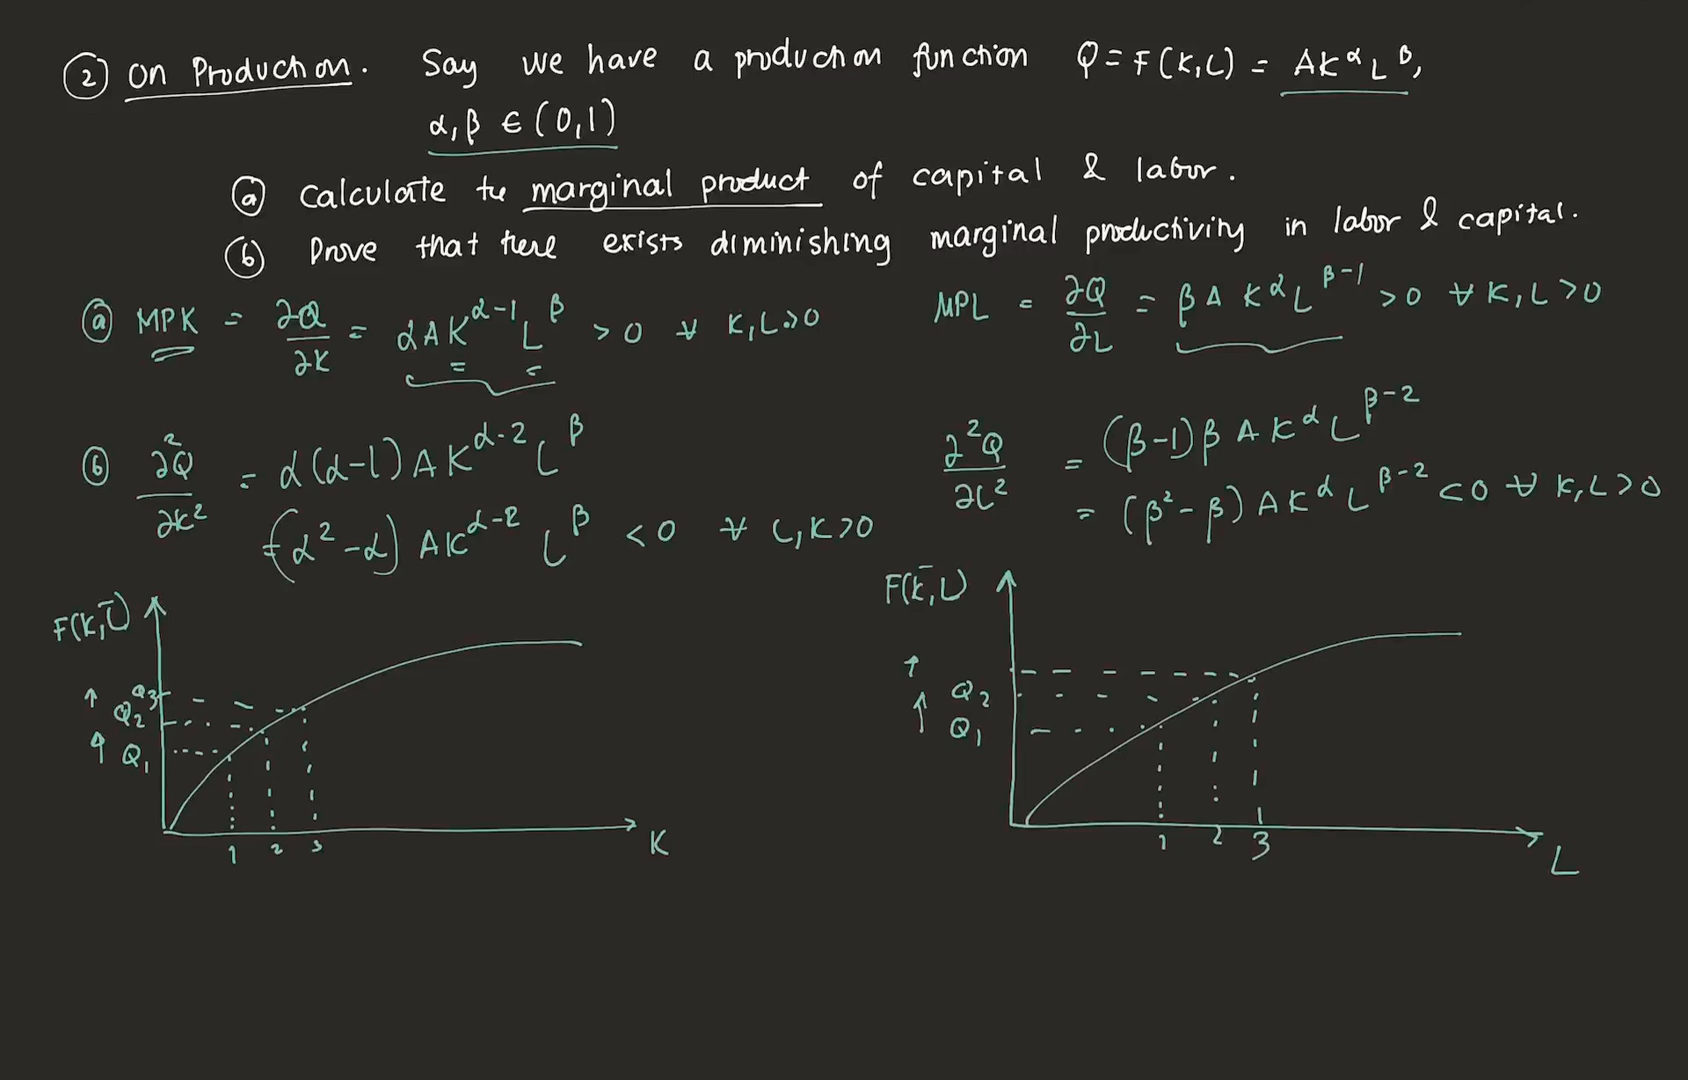 ② On Production. Say we have a production function Q = F(K,L) = AK^α L^β,
α,β ∈ (0,1)
ⓐ Calculate the marginal product of capital & labor.
ⓑ Prove that there exists diminishing marginal productivity in labor & capital.
ⓐ MPK = ∂Q/∂K = αAK^(α-1) L^β > 0 ∀ K,L>0
MPL = ∂Q/∂L = βAK^α L^(β-1) > 0 ∀ K,L>0
ⓑ ∂²Q/∂K² = α(α-1)AK^(α-2) L^β
= (α²-α)AK^(α-2) L^β < 0 ∀ L,K>0
∂²Q/∂L² = (β-1)βAK^α L^(β-2)
= (β²-β)AK^α L^(β-2) < 0 ∀ K,L>0
F(K,L̄)
↑ Q3
Q2
↑ Q1
1 2 3
K
F(K̄,L)
↑
↑ Q2
Q1
1 2 3
L